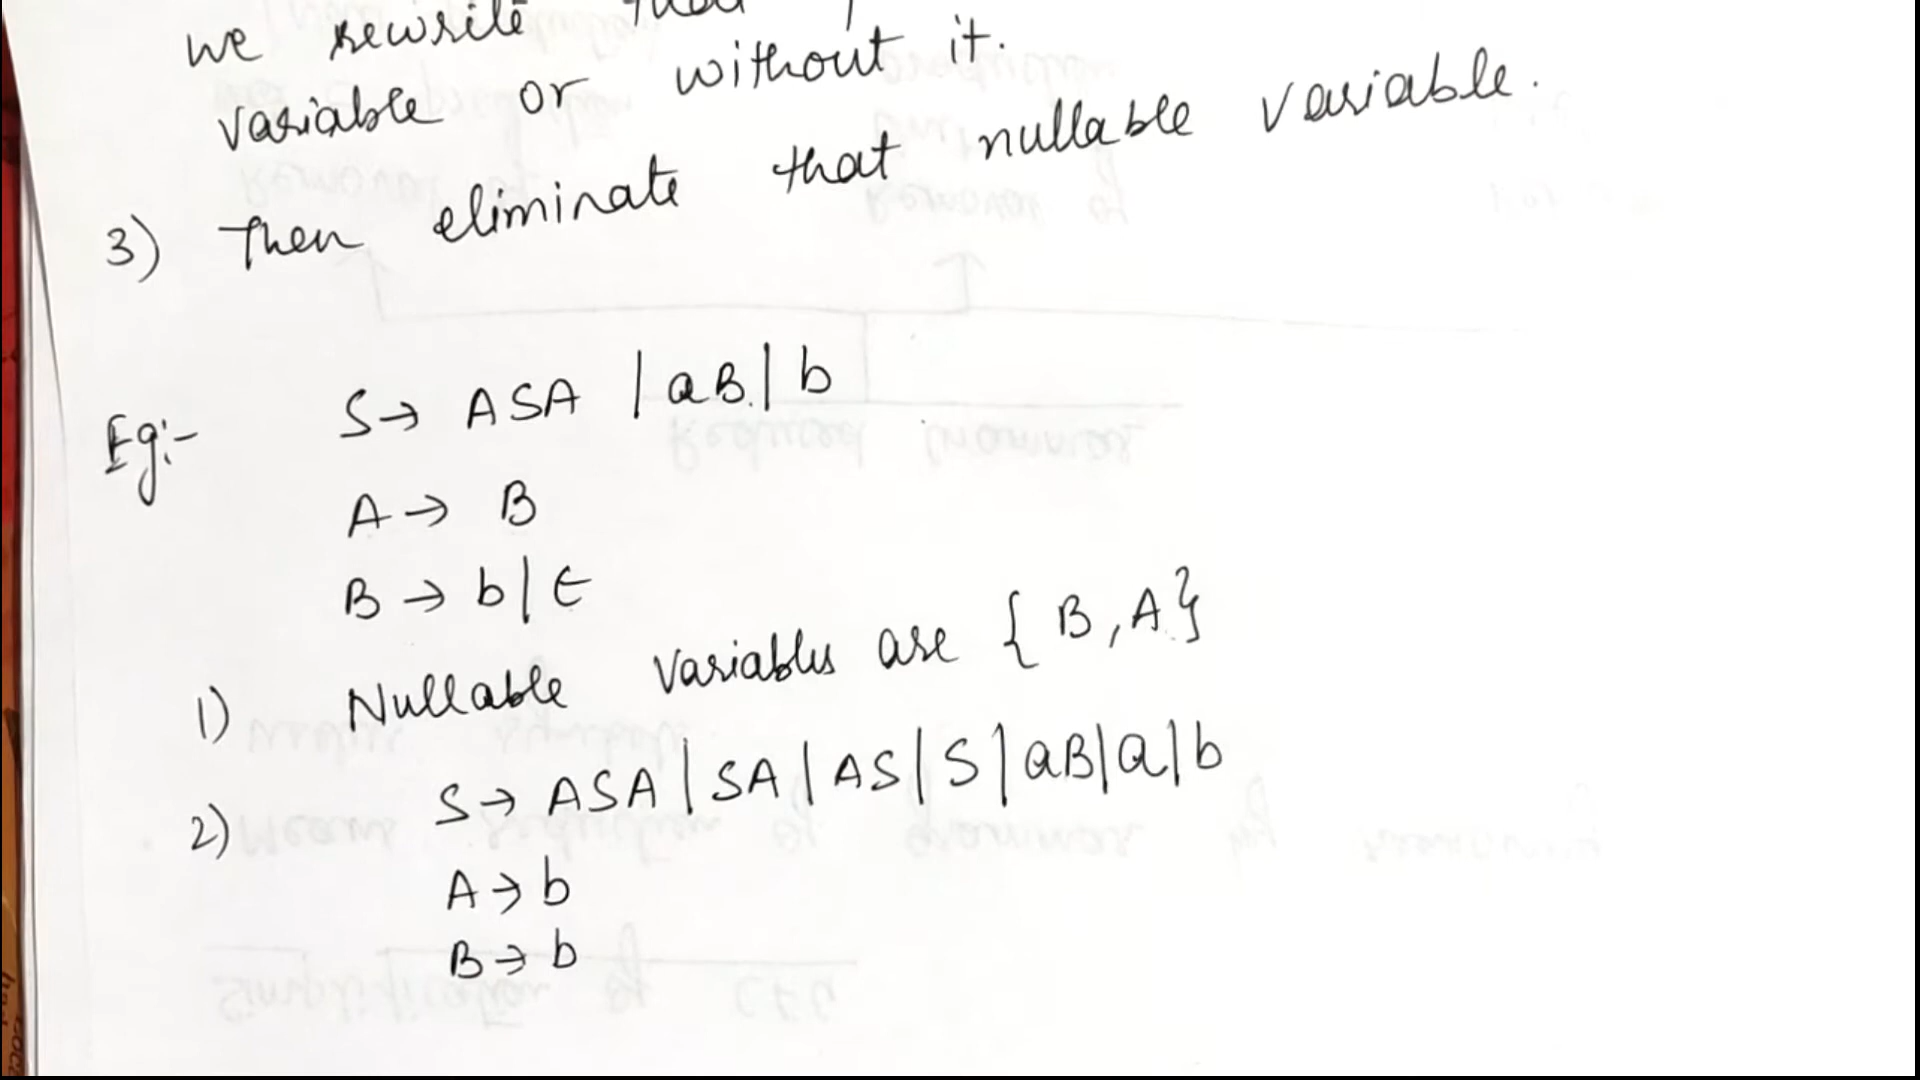 we rewrite that
variable or without it.
3) Then eliminate that nullable variable.
Eg:- S → ASA | aB | b
A → B
B → b | ε
1) Nullable variables are { B, A }
2) S → ASA | SA | AS | S | aB | a | b
A → b
B → b